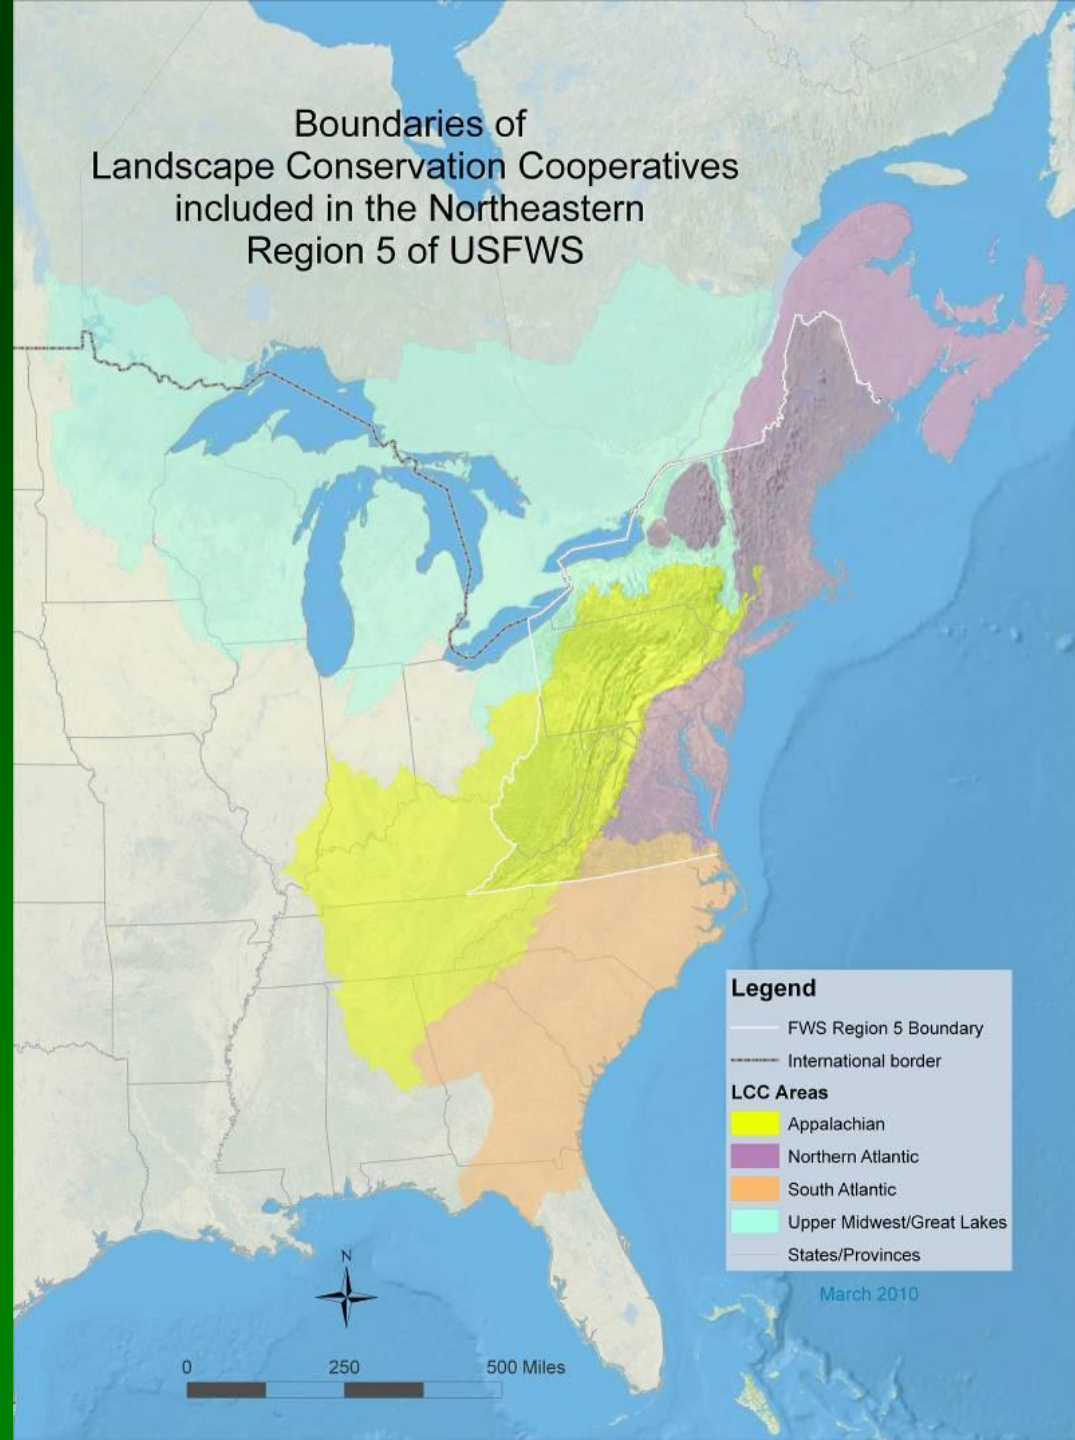 Boundaries of
Landscape Conservation Cooperatives
included in the Northeastern
Region 5 of USFWS
Legend
FWS Region 5 Boundary
International border
LCC Areas
Appalachian
Northern Atlantic
South Atlantic
Upper Midwest/Great Lakes
States/Provinces
March 2010
N
0 250 500 Miles